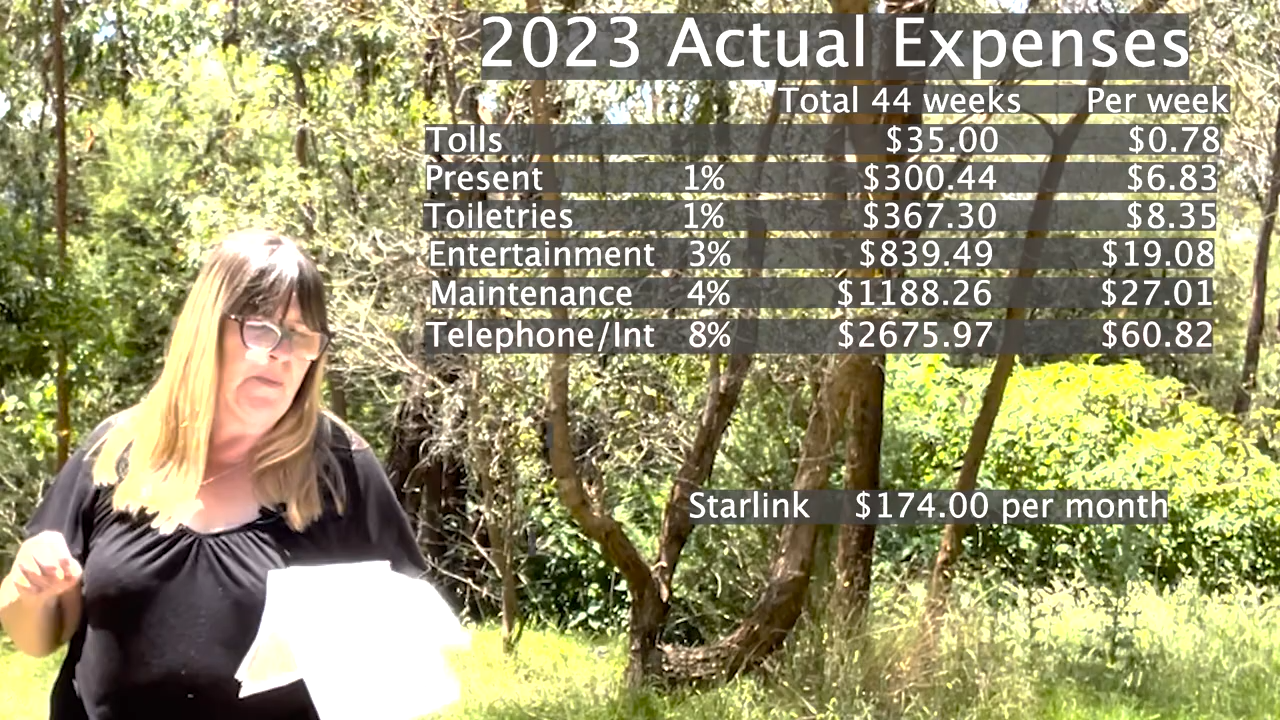 2023 Actual Expenses
Total 44 weeks Per week
Tolls $35.00 $0.78
Present 1% $300.44 $6.83
Toiletries 1% $367.30 $8.35
Entertainment 3% $839.49 $19.08
Maintenance 4% $1188.26 $27.01
Telephone/Int 8% $2675.97 $60.82
Starlink $174.00 per month